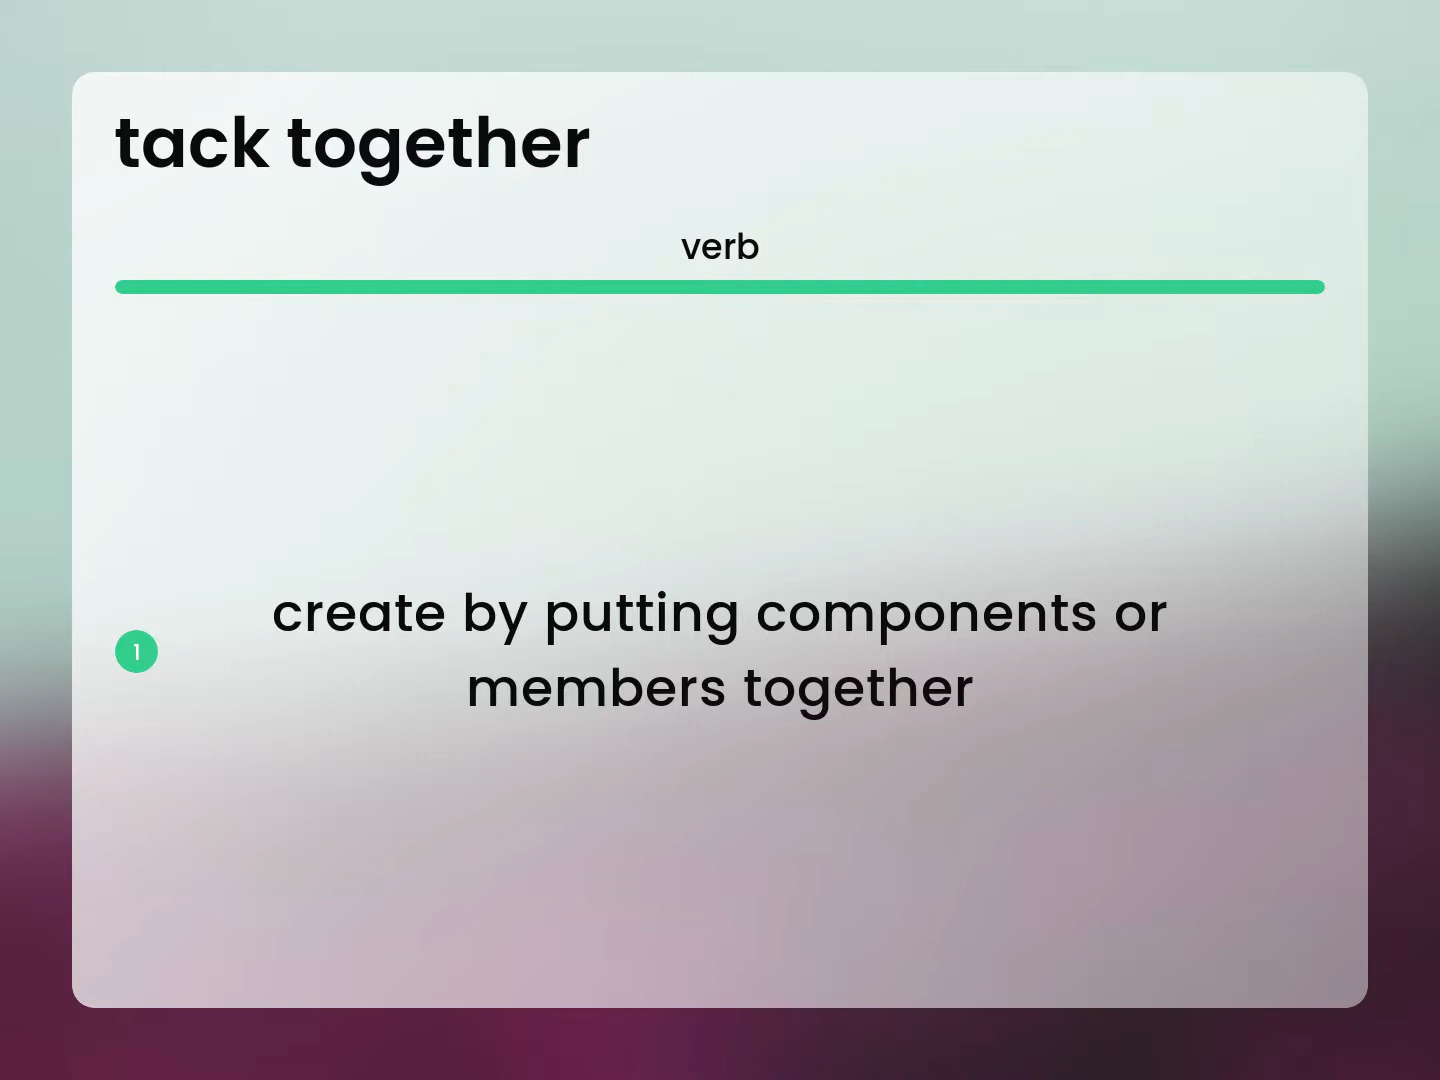 tack together
verb
1
create by putting components or
members together